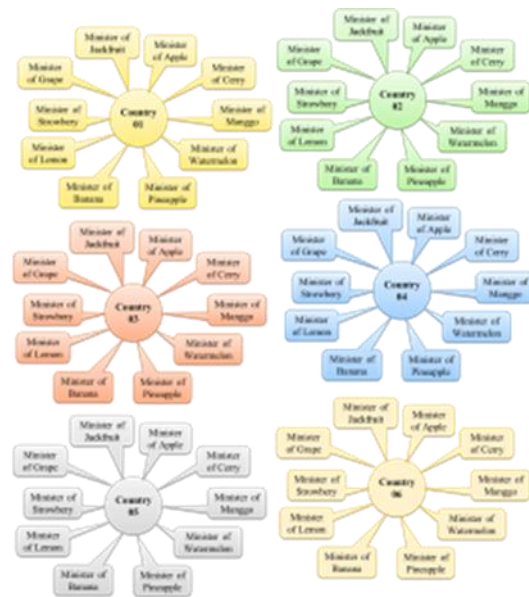 Minister of
Jackfruit
Minister
of Apple
Minister
of Grape
Minister
of Cerry
Country
01
Minister of
Strawbery
Minister of
Manggo
Minister
of Lemon
Minister of
Watermelon
Minister of
Banana
Minister of
Pineapple
Minister of
Jackfruit
Minister
of Apple
Minister
of Grape
Minister
of Cerry
Country
02
Minister of
Strawbery
Minister of
Manggo
Minister
of Lemon
Minister of
Watermelon
Minister of
Banana
Minister of
Pineapple
Minister of
Jackfruit
Minister
of Apple
Minister
of Grape
Minister
of Cerry
Country
03
Minister of
Strawbery
Minister of
Manggo
Minister
of Lemon
Minister of
Watermelon
Minister of
Banana
Minister of
Pineapple
Minister of
Jackfruit
Minister
of Apple
Minister
of Grape
Minister
of Cerry
Country
04
Minister of
Strawbery
Minister of
Manggo
Minister
of Lemon
Minister of
Watermelon
Minister of
Banana
Minister of
Pineapple
Minister of
Jackfruit
Minister
of Apple
Minister
of Grape
Minister
of Cerry
Country
05
Minister of
Strawbery
Minister of
Manggo
Minister
of Lemon
Minister of
Watermelon
Minister of
Banana
Minister of
Pineapple
Minister of
Jackfruit
Minister
of Apple
Minister
of Grape
Minister
of Cerry
Country
06
Minister of
Strawbery
Minister of
Manggo
Minister
of Lemon
Minister of
Watermelon
Minister of
Banana
Minister of
Pineapple